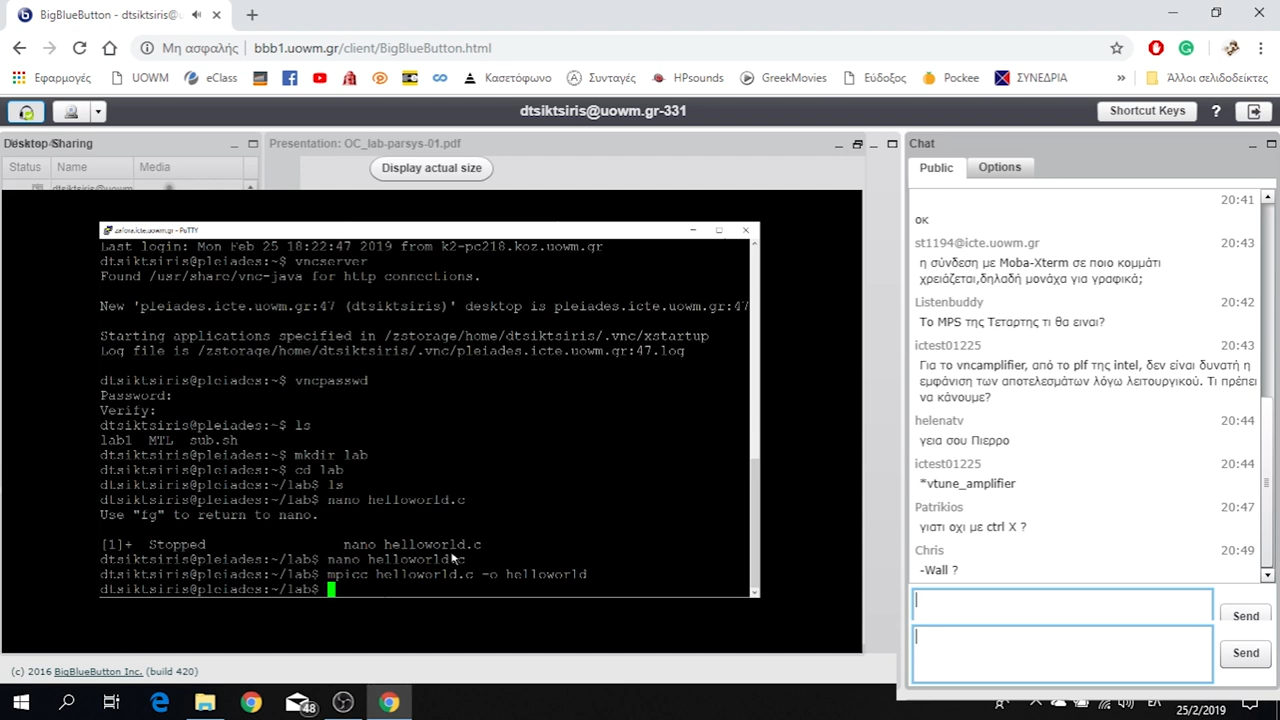 BigBlueButton - dtsiktsiris@
Μη ασφαλής
bbb1.uowm.gr/client/BigBlueButton.html
Εφαρμογές
UOWM
eClass
Κασετόφωνο
Συνταγές
HPsounds
GreekMovies
Εύδοξος
Pockee
ΣΥΝΕΔΡΙΑ
»
Άλλοι σελιδοδείκτες
dtsiktsiris@uowm.gr-331
Shortcut Keys
?
Desktop Sharing
Presentation: OC_lab-parsys-01.pdf
Status
Name
Media
Display actual size
dtsiktsiris@uowm
zafora.icte.uowm.gr - PuTTY
Last login: Mon Feb 25 18:22:47 2019 from k2-pc218.koz.uowm.gr
dtsiktsiris@pleiades:~$ vncserver
Found /usr/share/vnc-java for http connections.
New 'pleiades.icte.uowm.gr:47 (dtsiktsiris)' desktop is pleiades.icte.uowm.gr:47
Starting applications specified in /zstorage/home/dtsiktsiris/.vnc/xstartup
Log file is /zstorage/home/dtsiktsiris/.vnc/pleiades.icte.uowm.gr:47.log
dtsiktsiris@pleiades:~$ vncpasswd
Password:
Verify:
dtsiktsiris@pleiades:~$ ls
lab1 MTL sub.sh
dtsiktsiris@pleiades:~$ mkdir lab
dtsiktsiris@pleiades:~$ cd lab
dtsiktsiris@pleiades:~/lab$ ls
dtsiktsiris@pleiades:~/lab$ nano helloworld.c
Use "fg" to return to nano.
[1]+ Stopped nano helloworld.c
dtsiktsiris@pleiades:~/lab$ nano helloworld.c
dtsiktsiris@pleiades:~/lab$ mpicc helloworld.c -o helloworld
dtsiktsiris@pleiades:~/lab$
Chat
Public
Options
20:41
οκ
st1194@icte.uowm.gr 20:43
η σύνδεση με Moba-Xterm σε ποιο κομμάτι
χρειάζεται,δηλαδή μονάχα για γραφικά;
Listenbuddy 20:42
Το MPS της Τεταρτης τι θα ειναι?
ictest01225 20:43
Για το vncamplifier, από το plf της intel, δεν είναι δυνατή η
εμφάνιση των αποτελεσμάτων λόγω λειτουργικού. Τι πρέπει
να κάνουμε?
helenatv 20:44
γεια σου Πιερρο
ictest01225 20:44
*vtune_amplifier
Patrikios 20:47
γιατι οχι με ctrl X ?
Chris 20:49
-Wall ?
Send
Send
(c) 2016 BigBlueButton Inc. (build 420)
48
25/2/2019